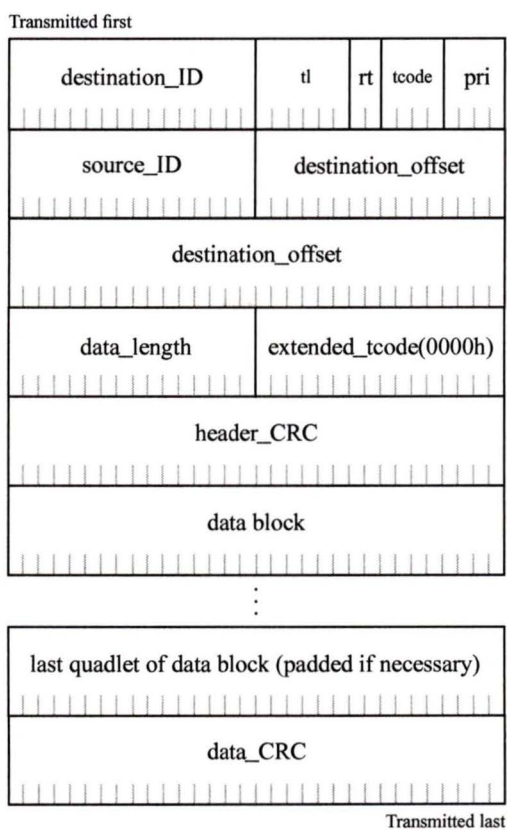 Transmitted first
destination_ID tl rt tcode pri
source_ID destination_offset
destination_offset
data_length extended_tcode(0000h)
header_CRC
data block
⋮
last quadlet of data block (padded if necessary)
data_CRC
Transmitted last